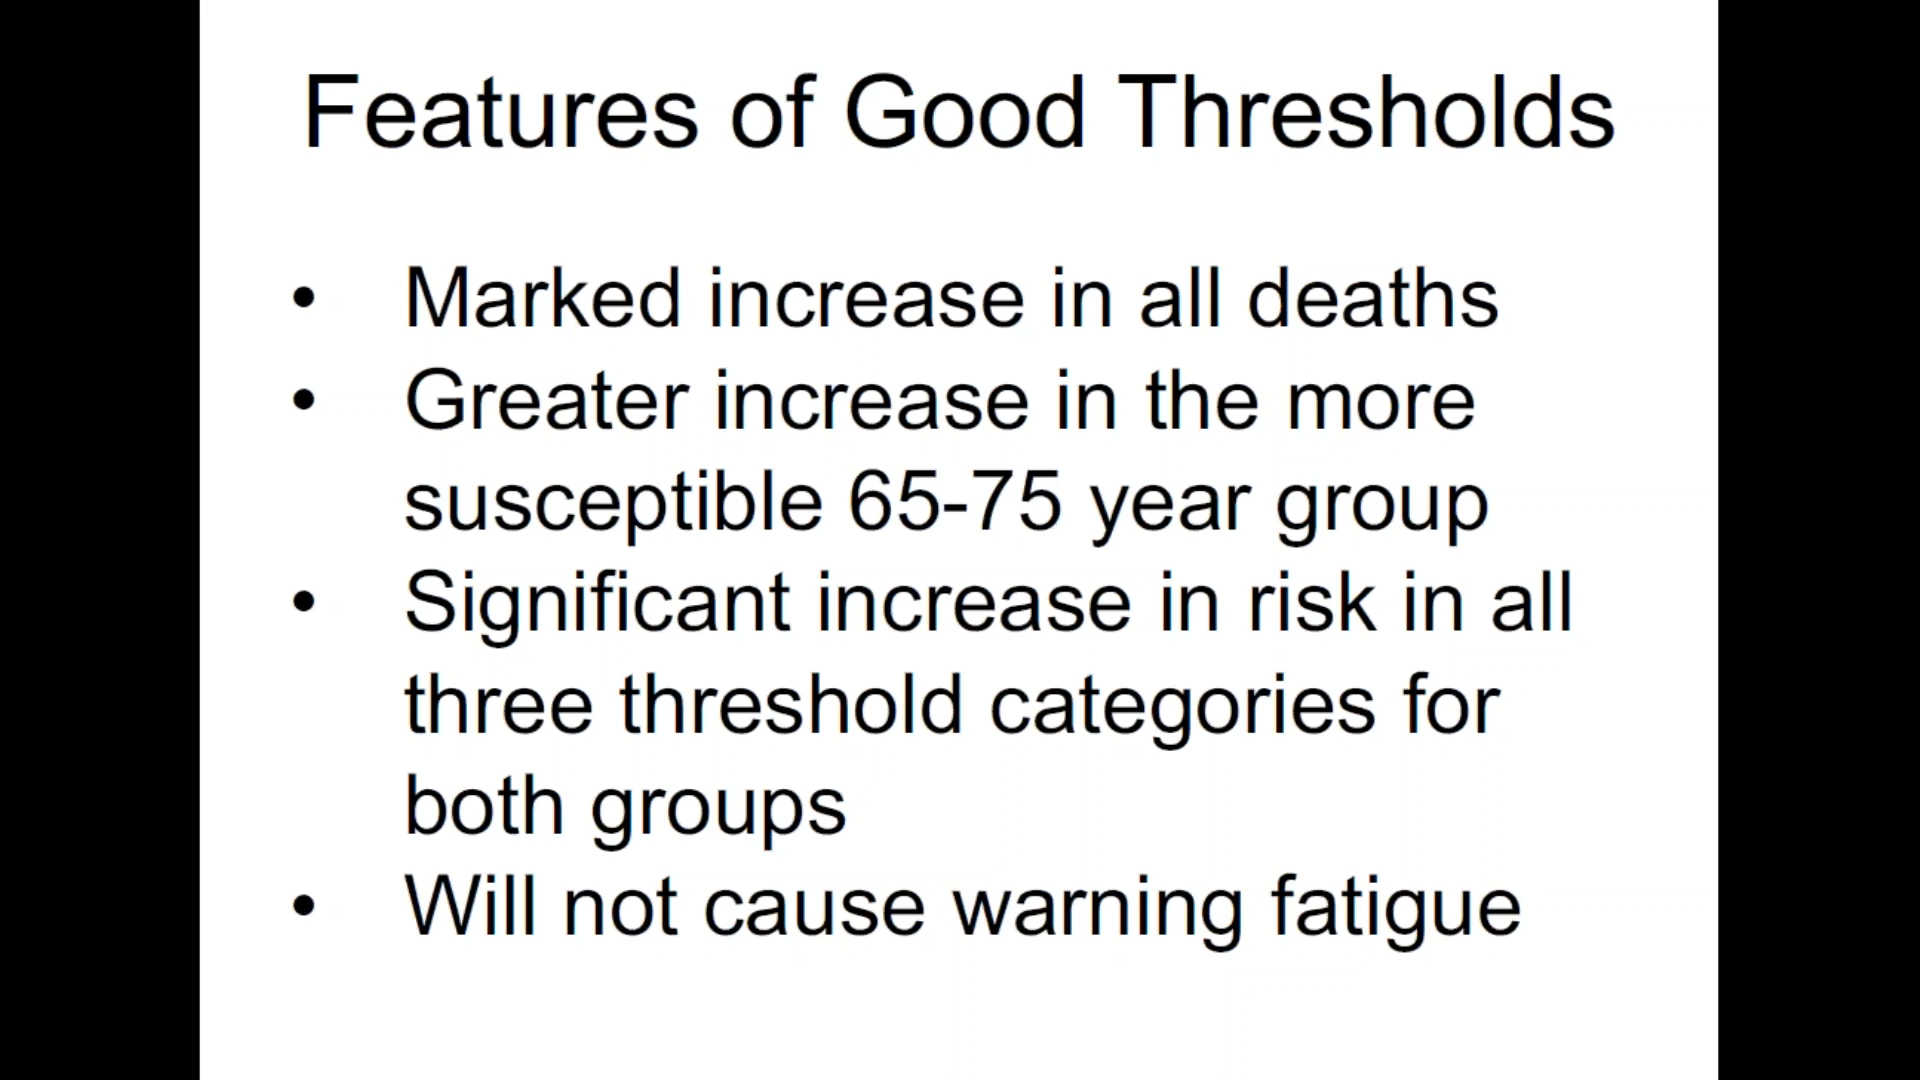 Features of Good Thresholds
• Marked increase in all deaths
• Greater increase in the more
susceptible 65-75 year group
• Significant increase in risk in all
three threshold categories for
both groups
• Will not cause warning fatigue